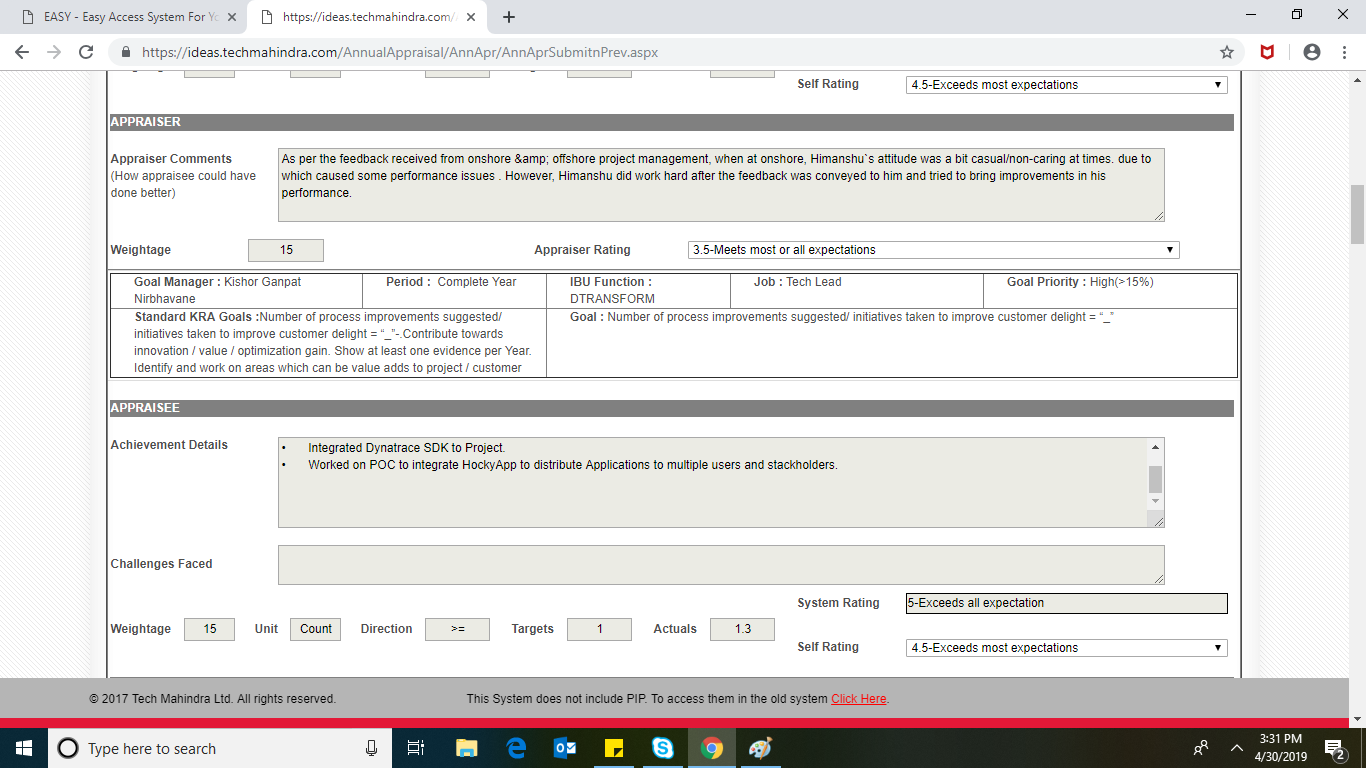 EASY - Easy Access System For Yo
https://ideas.techmahindra.com/
https://ideas.techmahindra.com/AnnualAppraisal/AnnApr/AnnAprSubmitnPrev.aspx
Self Rating 4.5-Exceeds most expectations
APPRAISER
Appraiser Comments
(How appraisee could have
done better)
As per the feedback received from onshore &amp; offshore project management, when at onshore, Himanshu`s attitude was a bit casual/non-caring at times. due to
which caused some performance issues . However, Himanshu did work hard after the feedback was conveyed to him and tried to bring improvements in his
performance.
Weightage 15 Appraiser Rating 3.5-Meets most or all expectations
Goal Manager : Kishor Ganpat
Nirbhavane
Period : Complete Year
IBU Function :
DTRANSFORM
Job : Tech Lead
Goal Priority : High(>15%)
Standard KRA Goals :Number of process improvements suggested/
initiatives taken to improve customer delight = “_”-.Contribute towards
innovation / value / optimization gain. Show at least one evidence per Year.
Identify and work on areas which can be value adds to project / customer
Goal : Number of process improvements suggested/ initiatives taken to improve customer delight = “_”
APPRAISEE
Achievement Details
• Integrated Dynatrace SDK to Project.
• Worked on POC to integrate HockyApp to distribute Applications to multiple users and stackholders.
Challenges Faced
System Rating 5-Exceeds all expectation
Weightage 15 Unit Count Direction >= Targets 1 Actuals 1.3
Self Rating 4.5-Exceeds most expectations
© 2017 Tech Mahindra Ltd. All rights reserved.
This System does not include PIP. To access them in the old system Click Here.
Type here to search
3:31 PM
4/30/2019
2